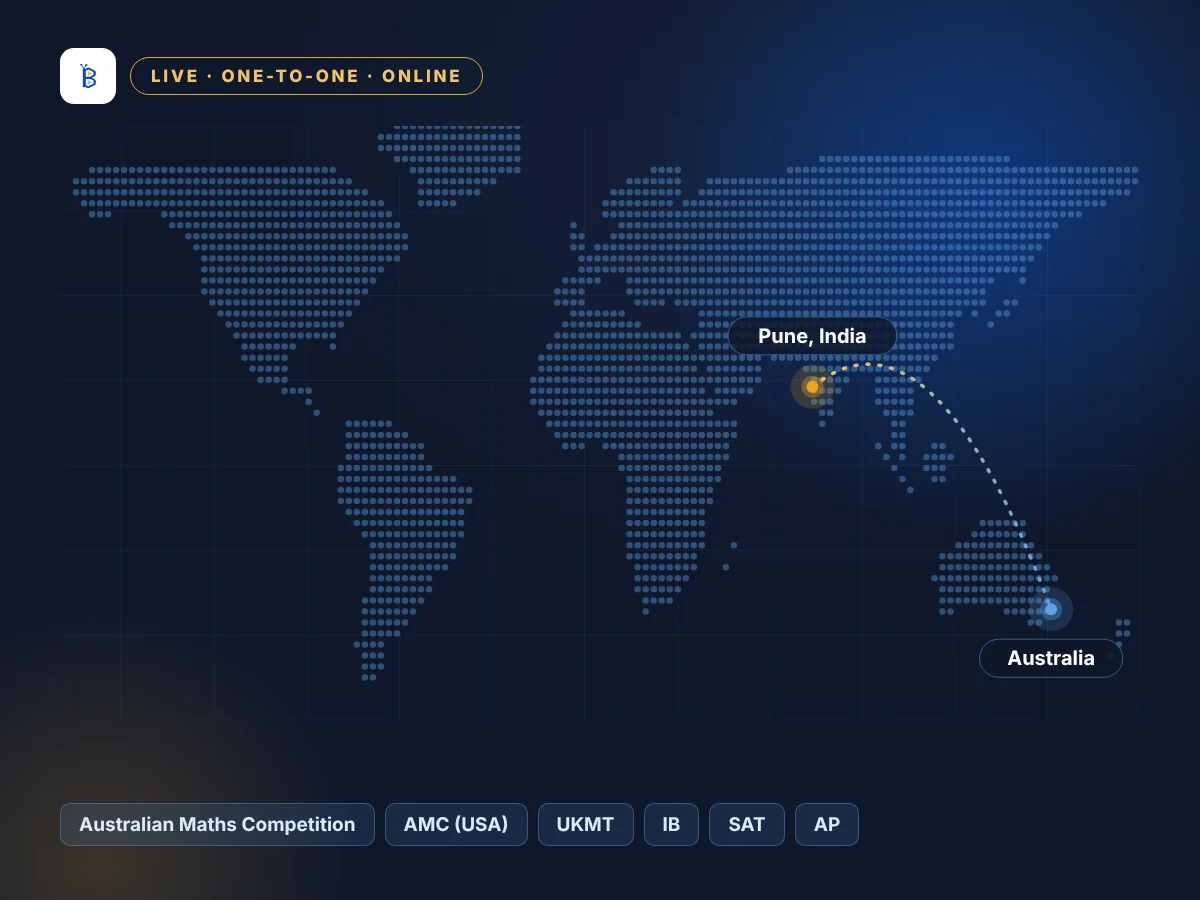 LIVE · ONE-TO-ONE · ONLINE
Pune, India
Australia
Australian Maths Competition
AMC (USA)
UKMT
IB
SAT
AP